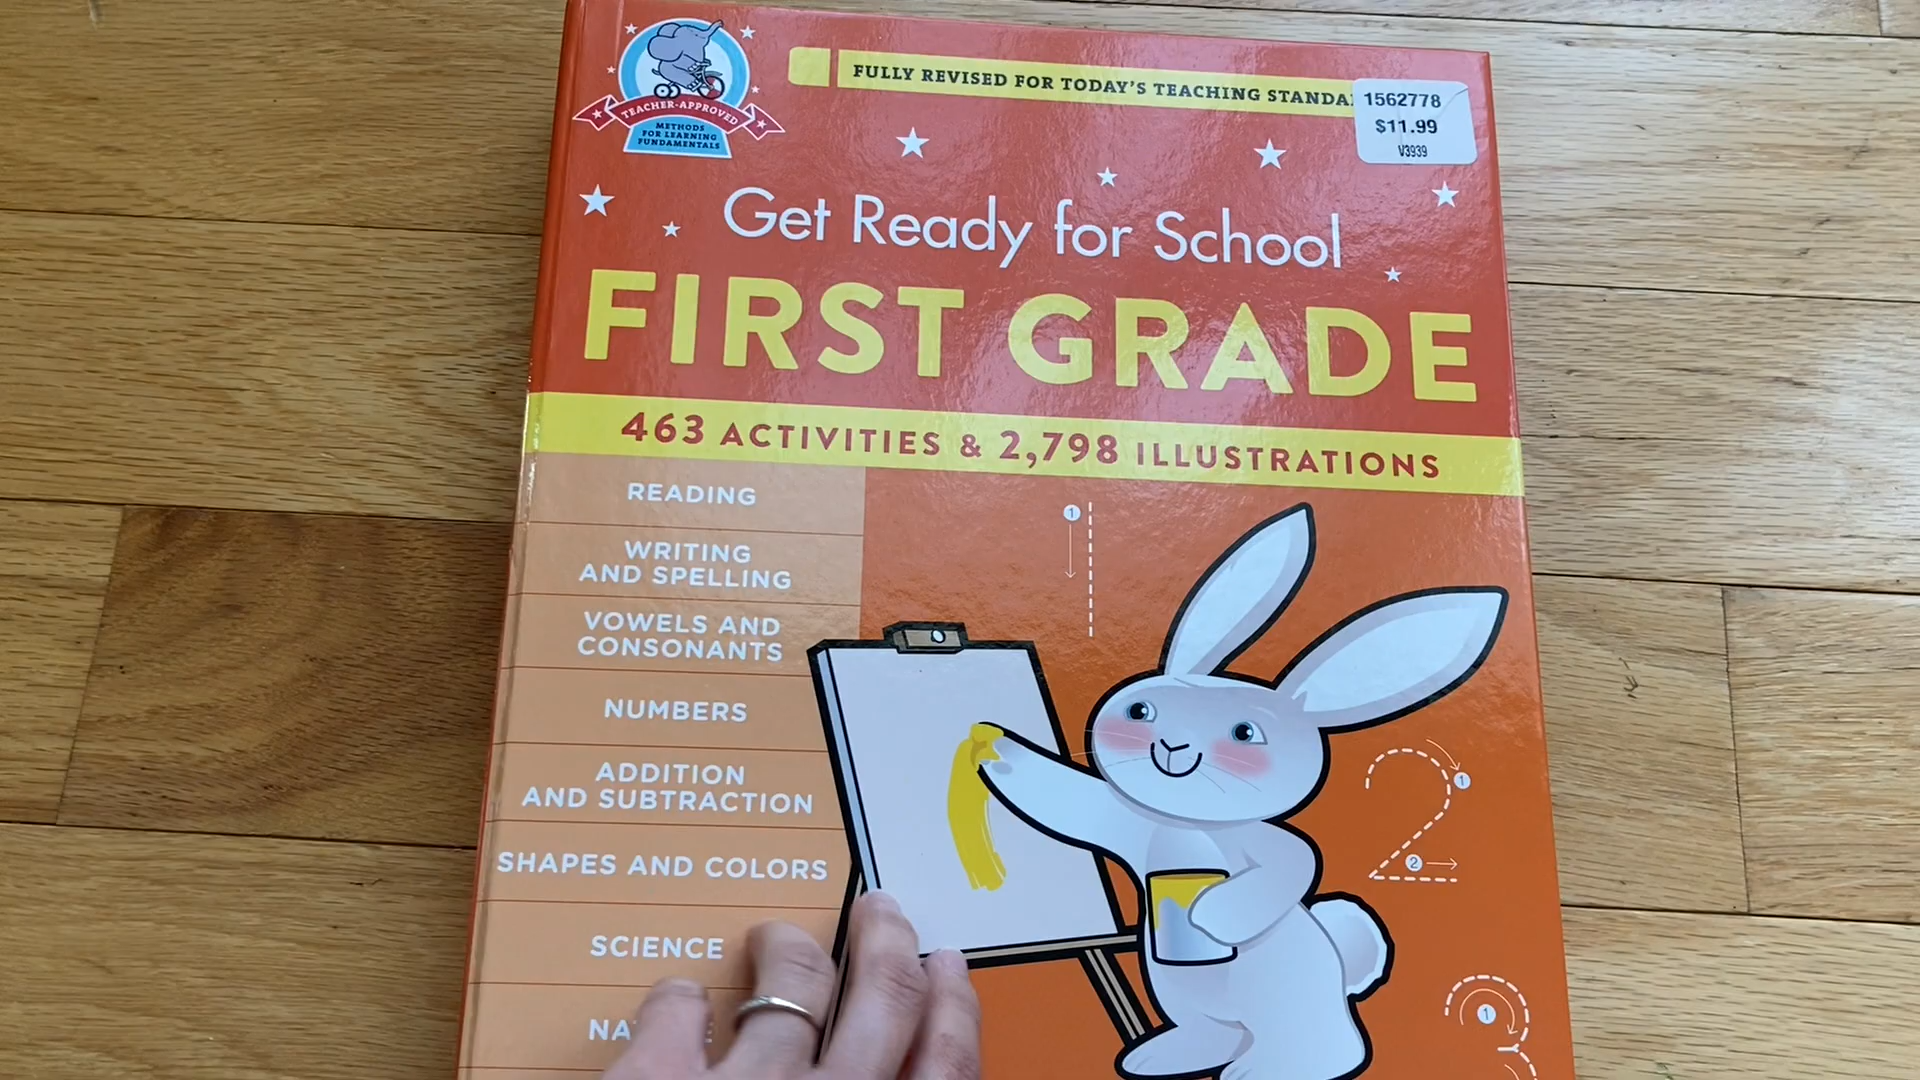 TEACHER-APPROVED
METHODS
FOR LEARNING
FUNDAMENTALS
FULLY REVISED FOR TODAY'S TEACHING
1562778
$11.99
V3939
Get Ready for School
FIRST GRADE
463 ACTIVITIES & 2,798 ILLUSTRATIONS
READING
WRITING
AND SPELLING
VOWELS AND
CONSONANTS
NUMBERS
ADDITION
AND SUBTRACTION
SHAPES AND COLORS
SCIENCE
1
2
1
2
1